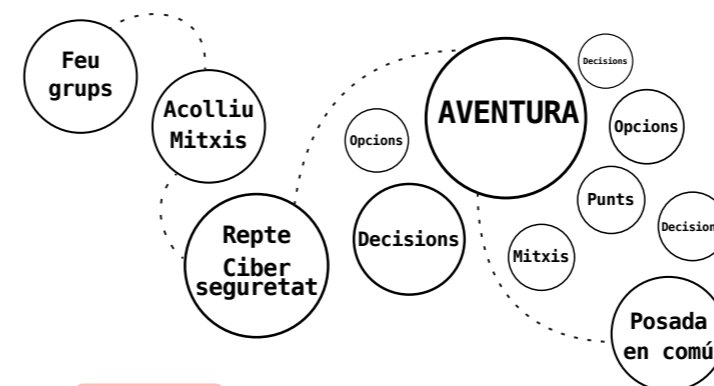 Feu
grups
Acolliu
Mitxis
Repte
Ciber
seguretat
Opcions
Decisions
AVENTURA
Decisions
Opcions
Punts
Decision
Mitxis
Posada
en comú